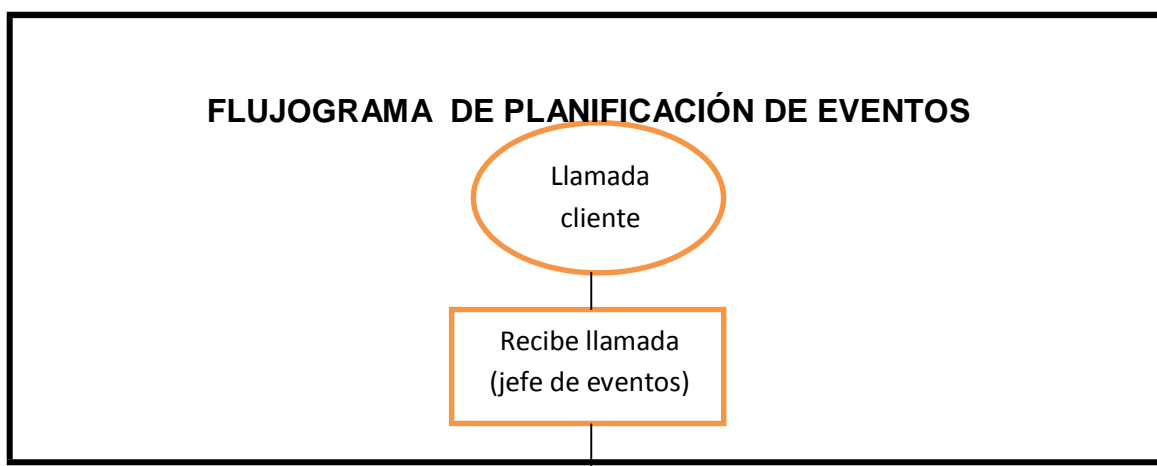 FLUJOGRAMA DE PLANIFICACIÓN DE EVENTOS
Llamada
cliente
Recibe llamada
(jefe de eventos)